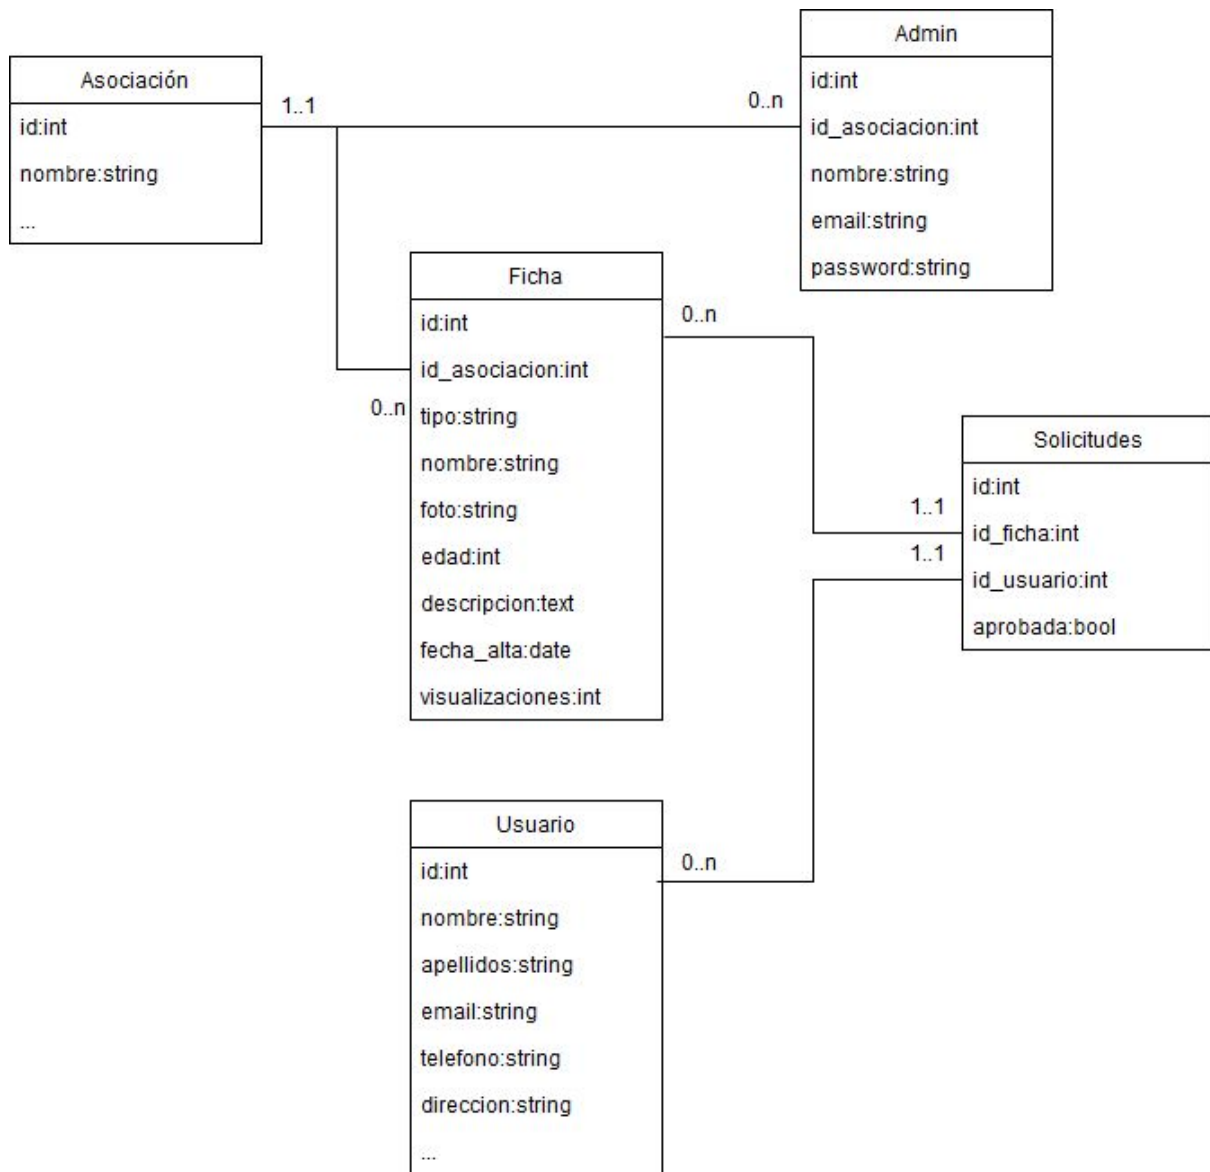 Asociación
id:int
nombre:string
...
1..1
0..n
Admin
id:int
id_asociacion:int
nombre:string
email:string
password:string
Ficha
id:int
id_asociacion:int
tipo:string
nombre:string
foto:string
edad:int
descripcion:text
fecha_alta:date
visualizaciones:int
0..n
0..n
1..1
1..1
Solicitudes
id:int
id_ficha:int
id_usuario:int
aprobada:bool
Usuario
id:int
nombre:string
apellidos:string
email:string
telefono:string
direccion:string
...
0..n